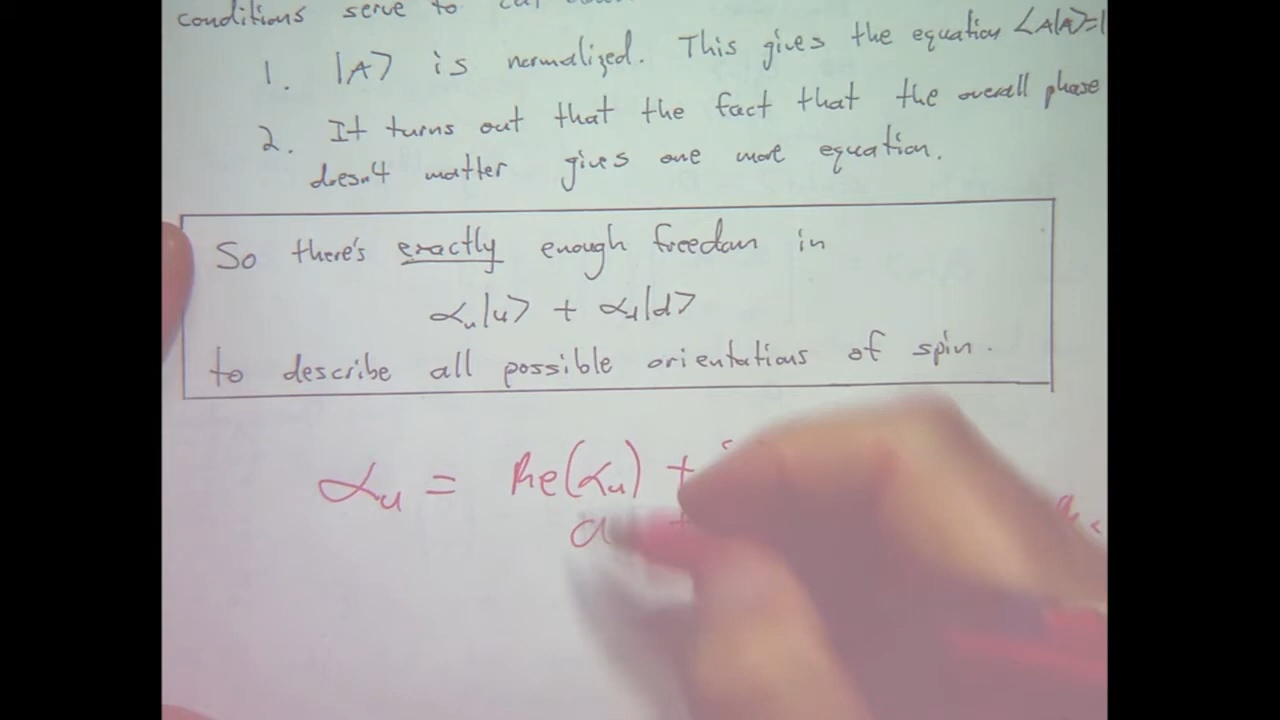 conditions serve to
1. |A⟩ is normalized. This gives the equation ⟨A|A⟩=1
2. It turns out that the fact that the overall phase
doesn't matter gives one more equation.
So there's exactly enough freedom in
αᵤ|u⟩ + α_d|d⟩
to describe all possible orientations of spin.
αᵤ = Re(αᵤ) + i
a +